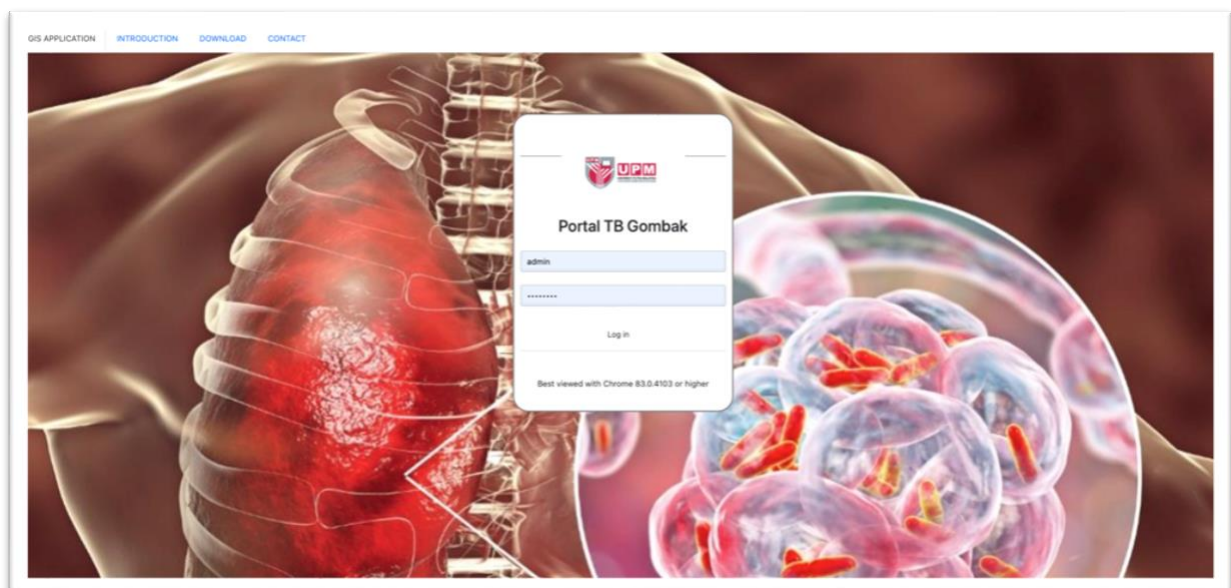 GIS APPLICATION INTRODUCTION DOWNLOAD CONTACT
UPM
Portal TB Gombak
admin
........
Log in
Best viewed with Chrome 83.0.4103 or higher